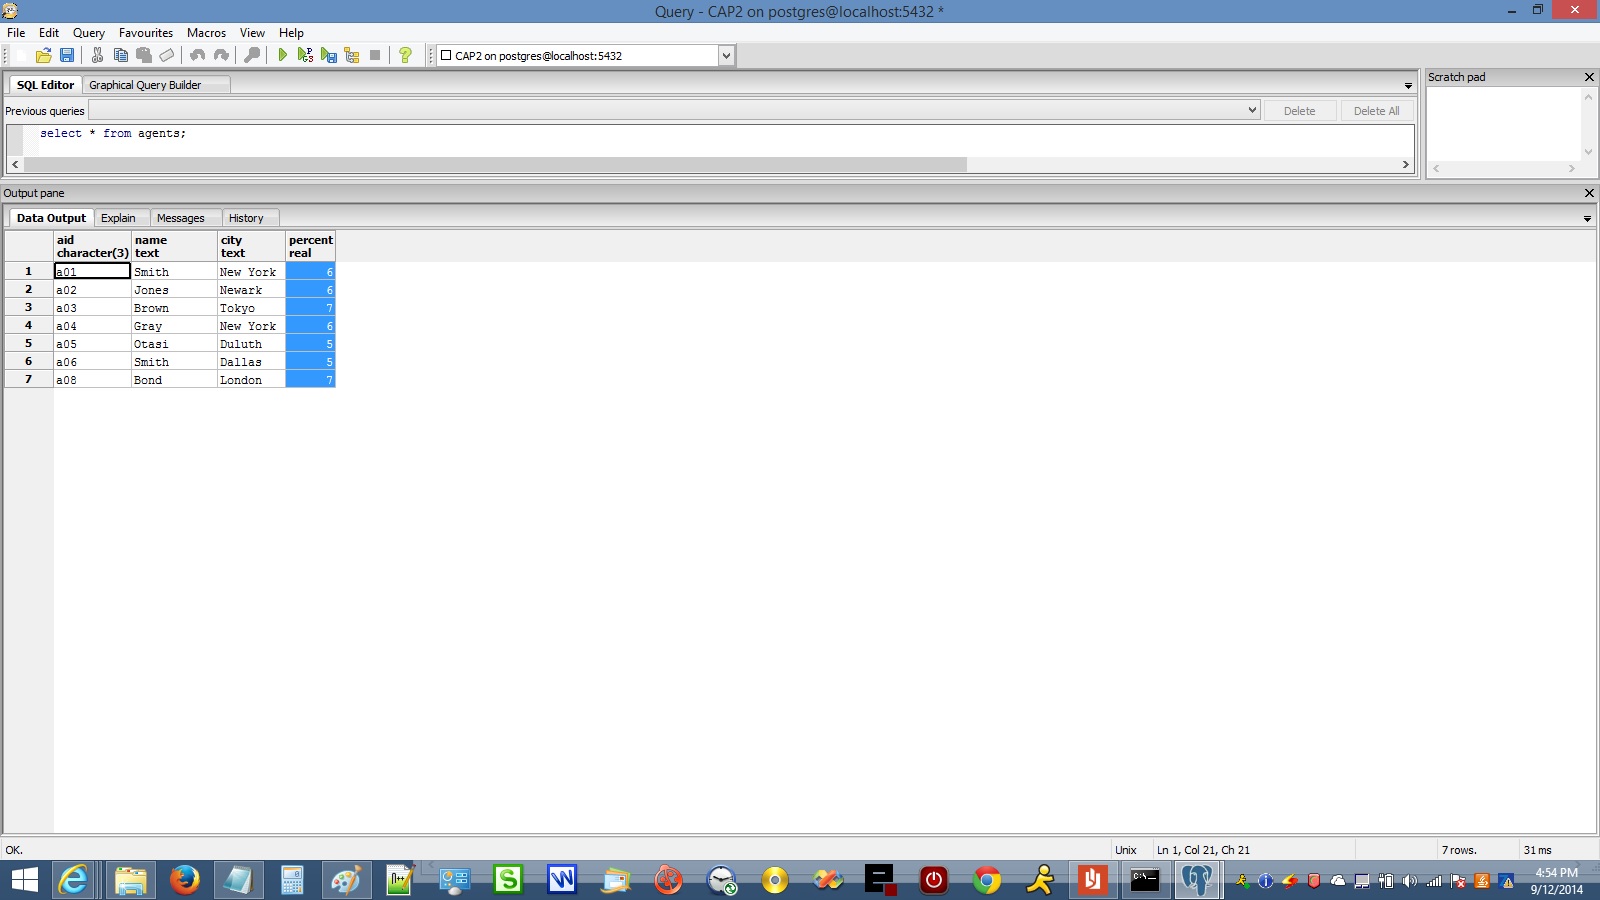 Query - CAP2 on postgres@localhost:5432 *
File Edit Query Favourites Macros View Help
CAP2 on postgres@localhost:5432
SQL Editor Graphical Query Builder
Scratch pad
Previous queries Delete Delete All
select * from agents;
Output pane
Data Output Explain Messages History
aid name city percent
character(3) text text real
1 a01 Smith New York 6
2 a02 Jones Newark 6
3 a03 Brown Tokyo 7
4 a04 Gray New York 6
5 a05 Otasi Duluth 5
6 a06 Smith Dallas 5
7 a08 Bond London 7
OK. Unix Ln 1, Col 21, Ch 21 7 rows. 31 ms
4:54 PM
9/12/2014